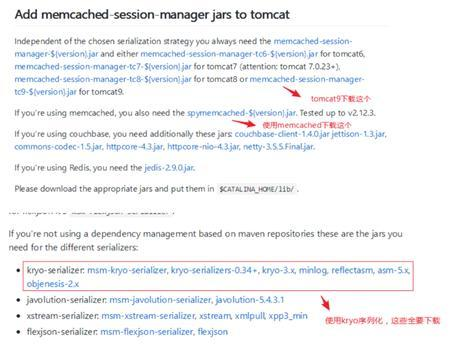 Add memcached-session-manager jars to tomcat
Independent of the chosen serialization strategy you always need the memcached-session-
manager-${version}.jar and either memcached-session-manager-tc6-${version}.jar for tomcat6,
memcached-session-manager-tc7-${version}.jar for tomcat7 (attention: tomcat 7.0.23+),
memcached-session-manager-tc8-${version}.jar for tomcat8 or memcached-session-manager-
tc9-${version}.jar for tomcat9.
tomcat9下载这个
If you're using memcached, you also need the spymemcached-${version}.jar. Tested up to v2.12.3.
使用memcached下载这个
If you're using couchbase, you need additionally these jars: couchbase-client-1.4.0.jar jettison-1.3.jar,
commons-codec-1.5.jar, httpcore-4.3.jar, httpcore-nio-4.3.jar, netty-3.5.5.Final.jar.
If you're using Redis, you need the jedis-2.9.0.jar.
Please download the appropriate jars and put them in $CATALINA_HOME/lib/ .
If you're not using a dependency management based on maven repositories these are the jars you
need for the different serializers:
• kryo-serializer: msm-kryo-serializer, kryo-serializers-0.34+, kryo-3.x, minlog, reflectasm, asm-5.x,
objenesis-2.x
• javolution-serializer: msm-javolution-serializer, javolution-5.4.3.1
• xstream-serializer: msm-xstream-serializer, xstream, xmlpull, xpp3_min
使用kryo序列化，这些全要下载
• flexjson-serializer: msm-flexjson-serializer, flexjson